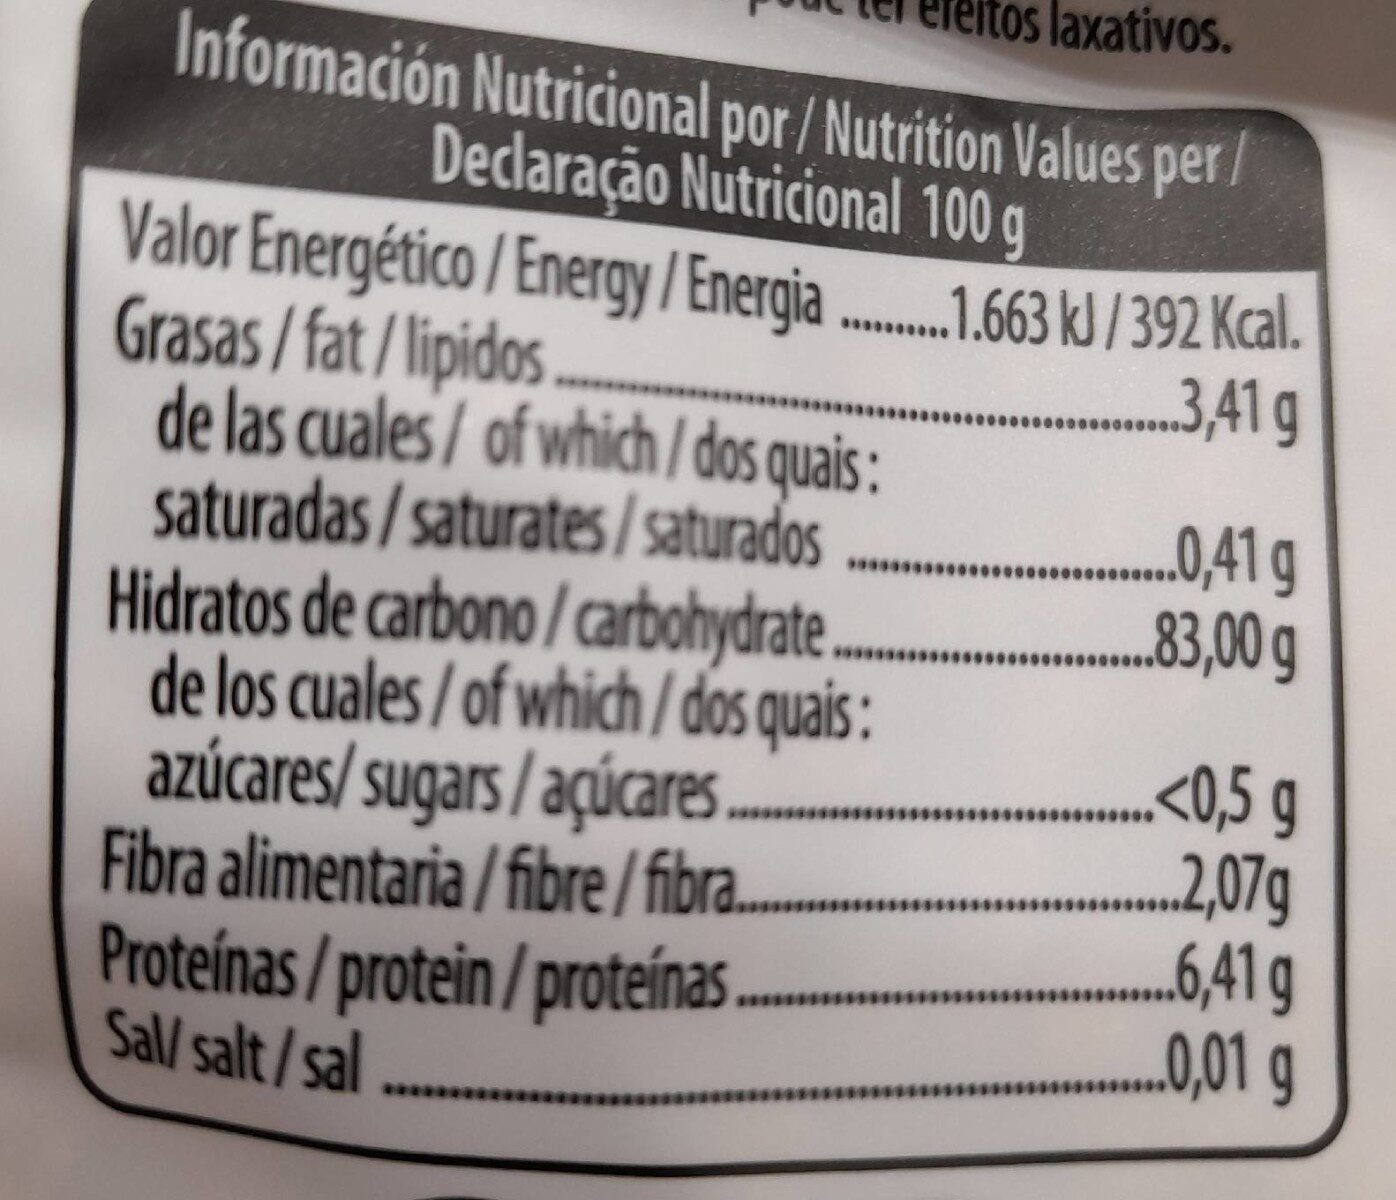 efeitos laxativos.
Información Nutricional por / Nutrition Values per /
Declaração Nutricional 100 g
Valor Energético / Energy / Energia ..........1.663 kJ / 392 Kcal.
Grasas / fat / lipidos ..........3,41 g
de las cuales / of which / dos quais :
saturadas / saturates / saturados ..........0,41 g
Hidratos de carbono / carbohydrate ..........83,00 g
de los cuales / of which / dos quais :
azúcares/ sugars / açúcares ..........<0,5 g
Fibra alimentaria / fibre / fibra..........2,07g
Proteínas / protein / proteínas ..........6,41 g
Sal/ salt / sal ..........0,01 g